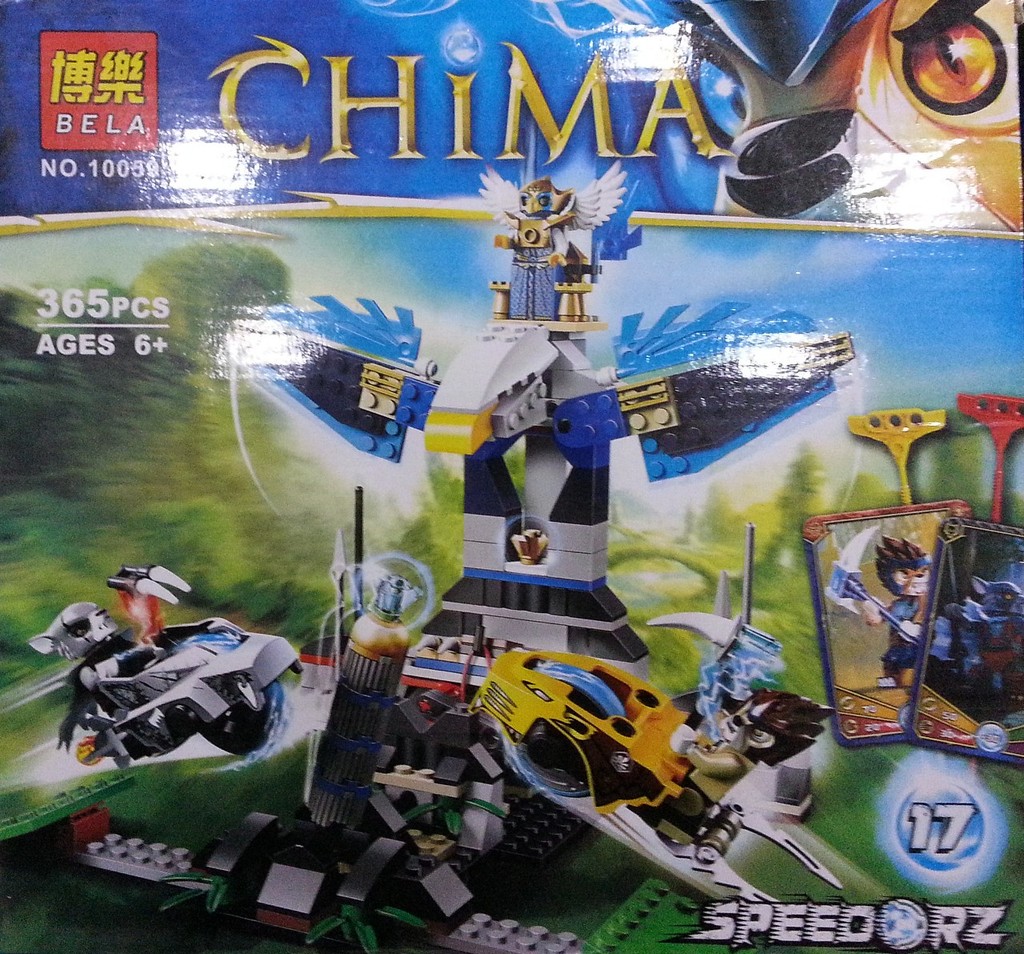 博樂
BELA
NO.10059
CHIMA
365PCS
AGES 6+
17
SPEEDORZ